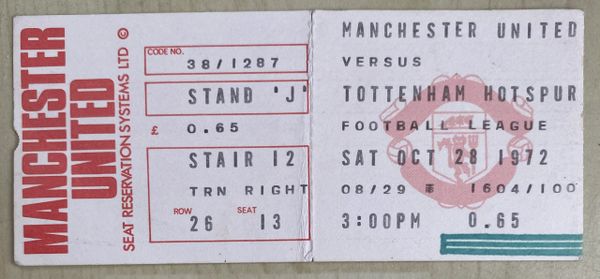 MANCHESTER
UNITED
SEAT RESERVATION SYSTEMS LTD ©
CODE NO.
38/1287
STAND 'J'
£ 0.65
STAIR 12
TRN RIGHT
ROW SEAT
26 13
MANCHESTER UNITED
VERSUS
TOTTENHAM HOTSPUR
FOOTBALL LEAGUE
SAT OCT 28 1972
08/29 1604/100
3:00PM 0.65